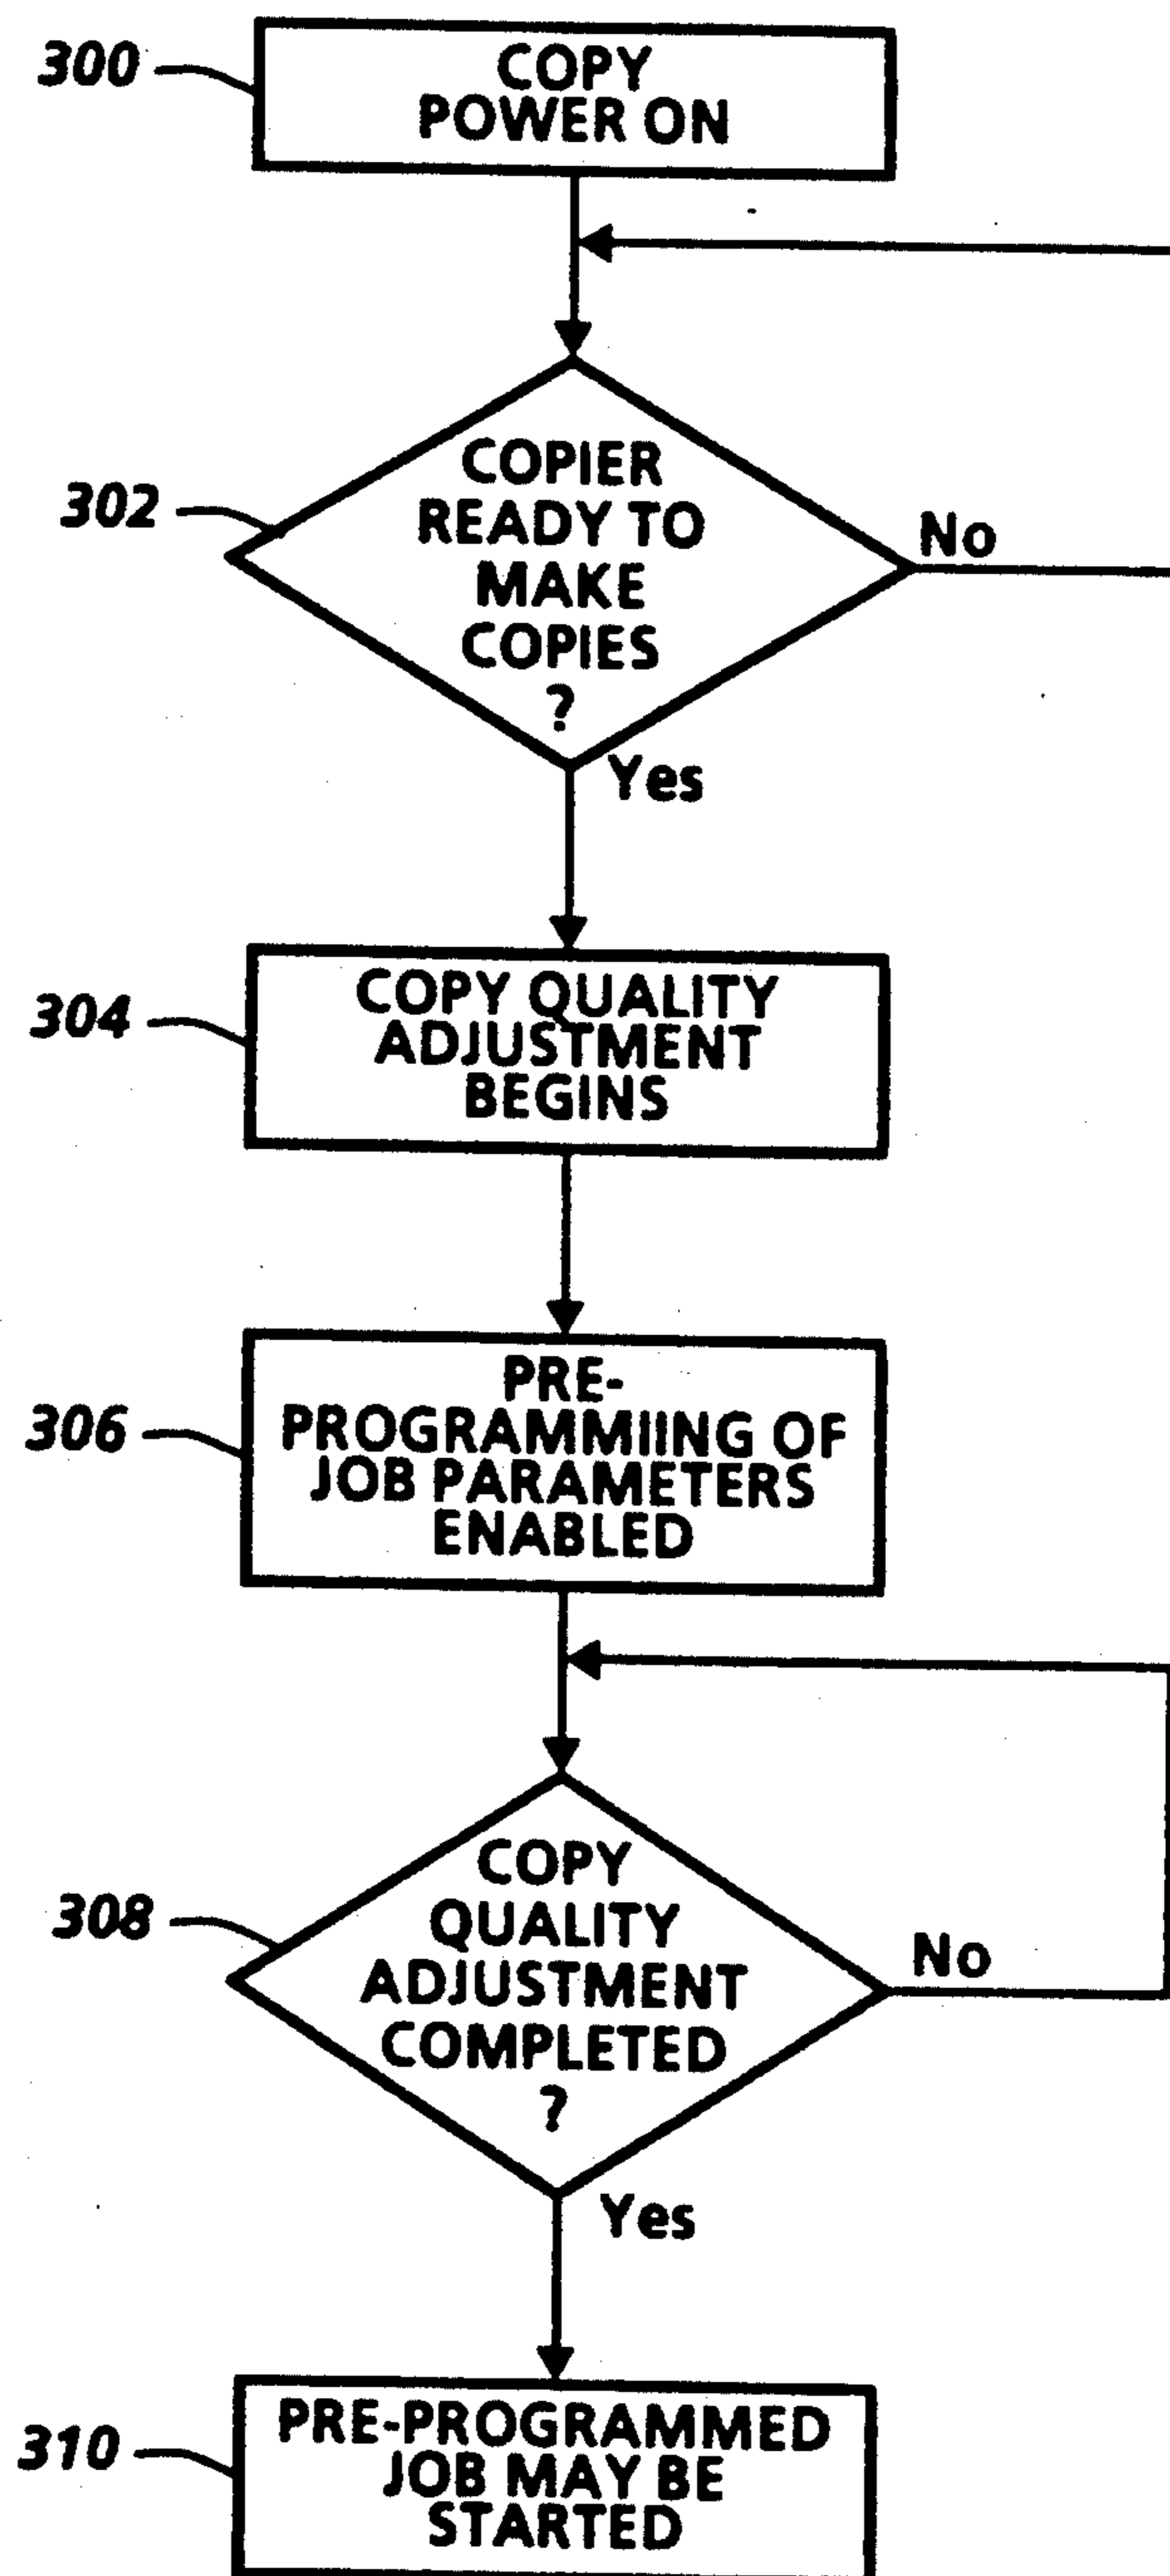 300
COPY
POWER ON
302
COPIER
READY TO
MAKE
COPIES
?
No
Yes
304
COPY QUALITY
ADJUSTMENT
BEGINS
306
PRE-
PROGRAMMIING OF
JOB PARAMETERS
ENABLED
308
COPY
QUALITY
ADJUSTMENT
COMPLETED
?
No
Yes
310
PRE-PROGRAMMED
JOB MAY BE
STARTED